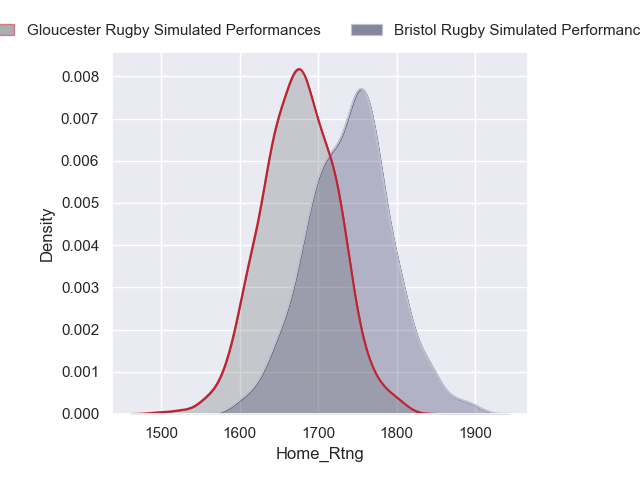 Gloucester Rugby Simulated Performances Bristol Rugby Simulated Performanc
0.008
0.007
0.006
0.005
0.004
0.003
0.002
0.001
0.000
Density
1500 1600 1700 1800 1900
Home_Rtng